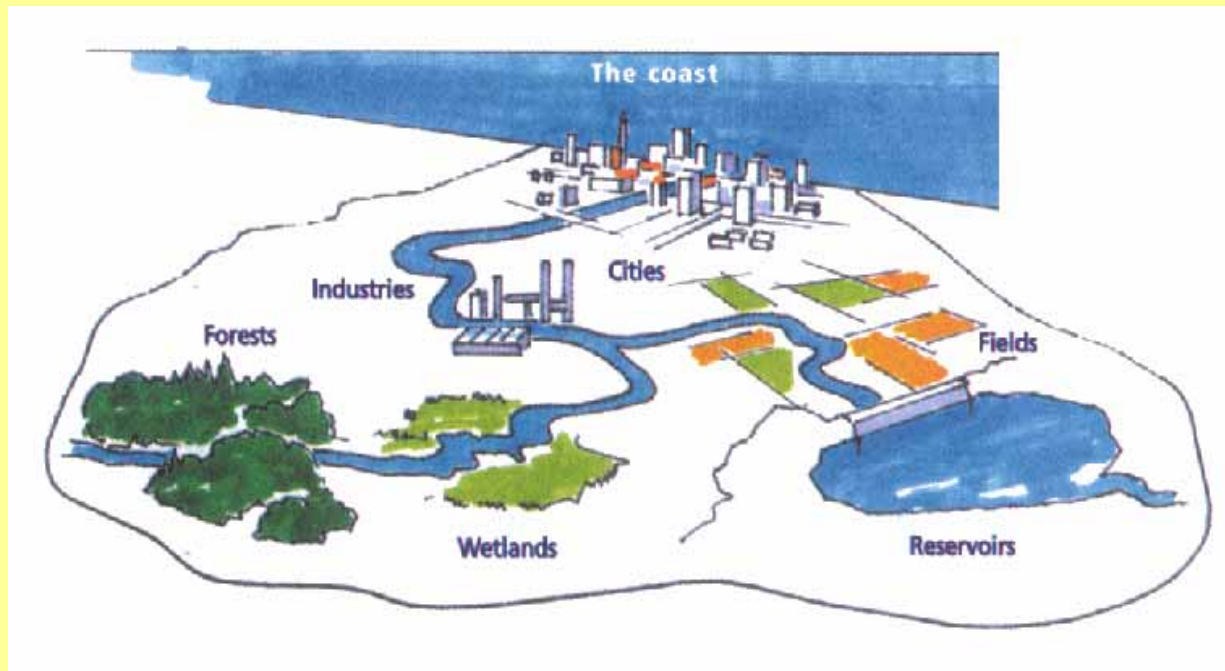 The coast
Cities
Industries
Forests
Fields
Wetlands
Reservoirs